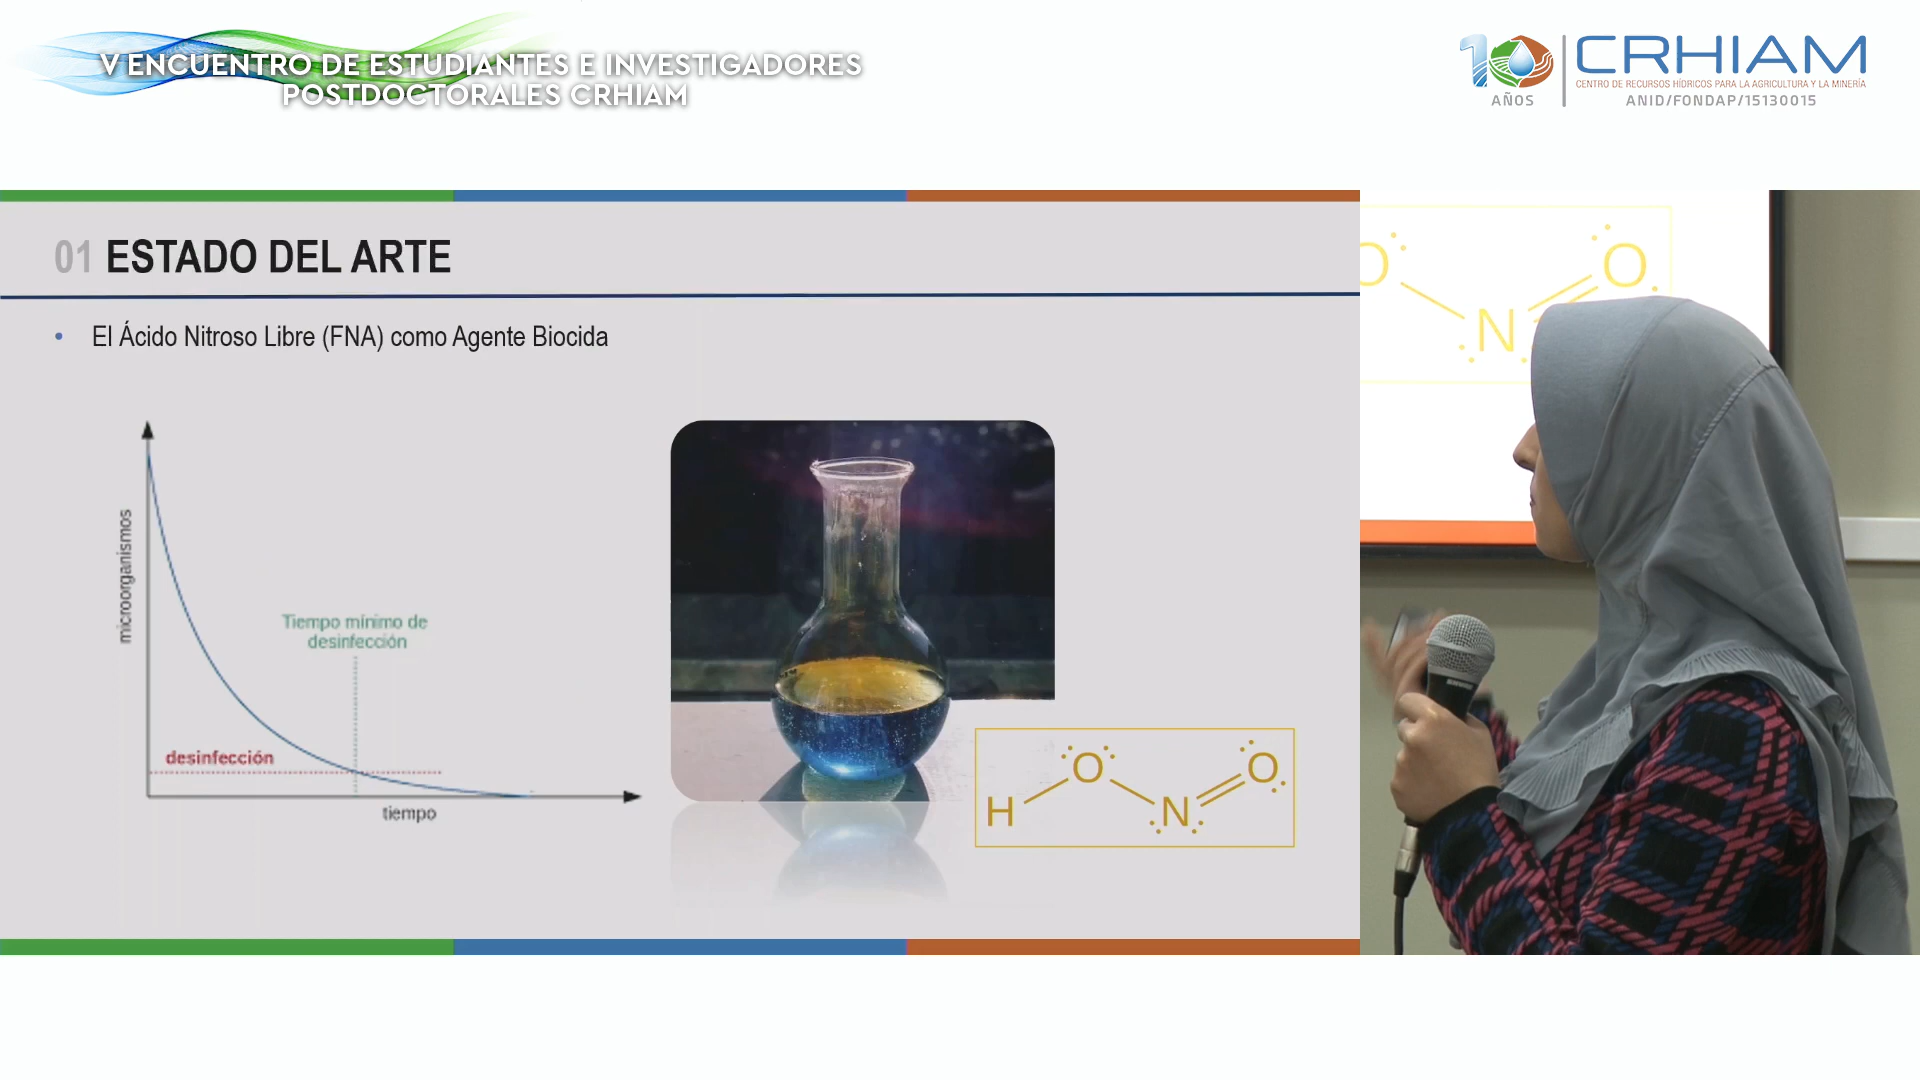 V ENCUENTRO DE ESTUDIANTES E INVESTIGADORES
POSTDOCTORALES CRHIAM
10
AÑOS
CRHIAM
CENTRO DE RECURSOS HÍDRICOS PARA LA AGRICULTURA Y LA MINERÍA
ANID/FONDAP/15130015
01 ESTADO DEL ARTE
• El Ácido Nitroso Libre (FNA) como Agente Biocida
microorganismos
Tiempo mínimo de
desinfección
desinfección
tiempo
H O N O
O N O